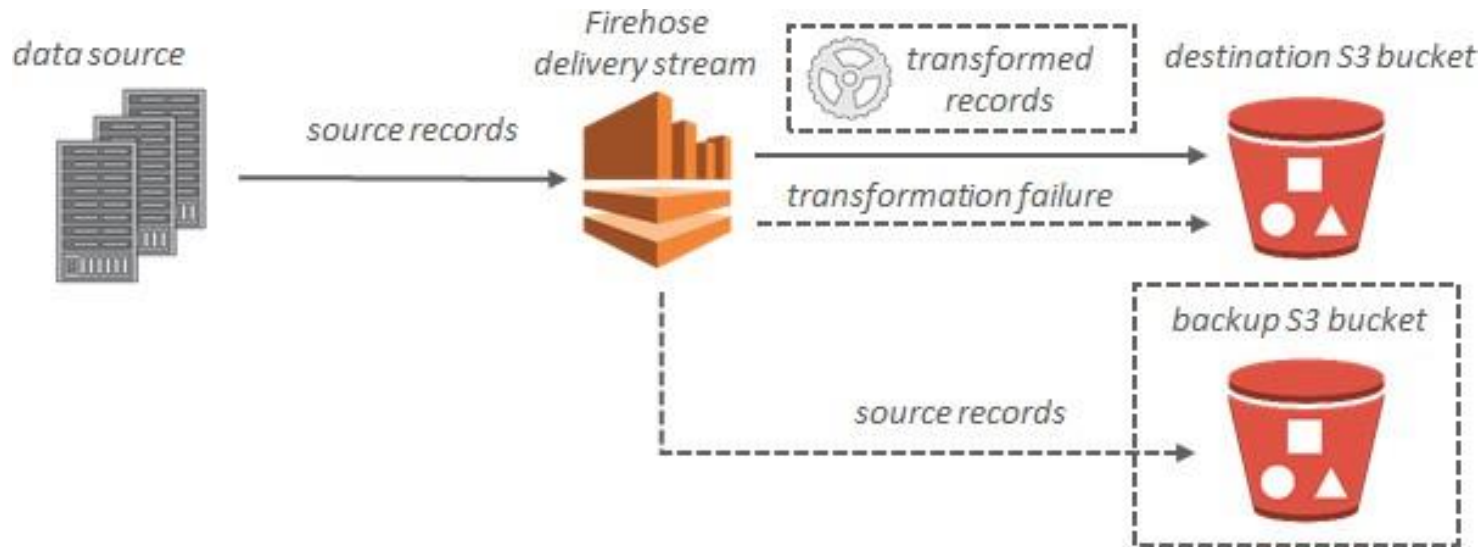 data source
source records
Firehose
delivery stream
transformed
records
destination S3 bucket
transformation failure
backup S3 bucket
source records